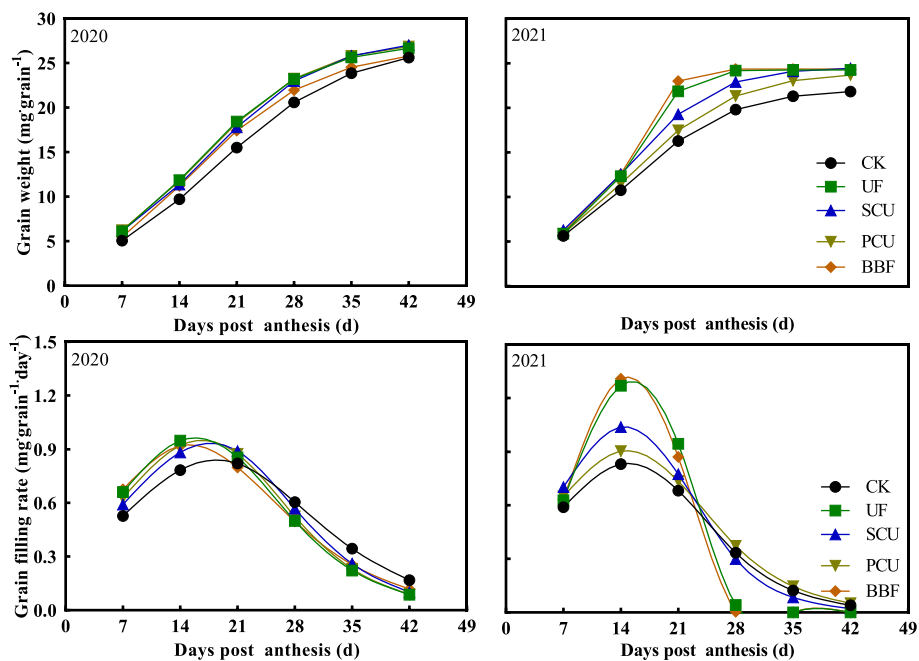 30
25
20
15
10
5
0
Grain weight (mg·grain⁻¹)
2020
0 7 14 21 28 35 42 49
Days post anthesis (d)
2021
CK
UF
SCU
PCU
BBF
Days post anthesis (d)
1.5
1.2
0.9
0.6
0.3
0.0
Grain filling rate (mg·grain⁻¹·day⁻¹)
2020
0 7 14 21 28 35 42 49
Days post anthesis (d)
2021
CK
UF
SCU
PCU
BBF
0 7 14 21 28 35 42 49
Days post anthesis (d)